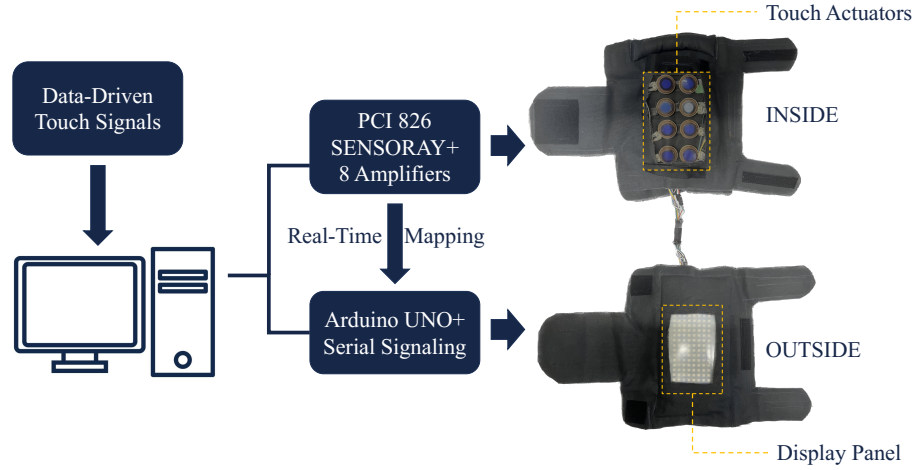 Touch Actuators
Data-Driven
Touch Signals
PCI 826
SENSORAY+
8 Amplifiers
INSIDE
Real-Time Mapping
Arduino UNO+
Serial Signaling
OUTSIDE
Display Panel